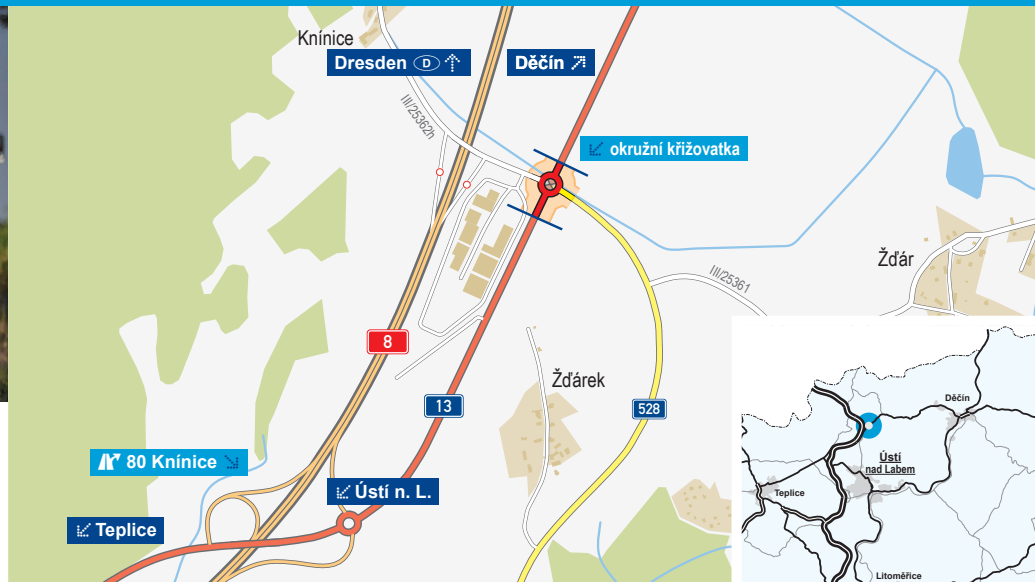 Knínice
Dresden D
Děčín
III/25362h
okružní křižovatka
Žďár
III/25361
8
Žďárek
13
528
80 Knínice
Ústí n. L.
Teplice
Děčín
Ústí
nad Labem
Teplice
Litoměřice